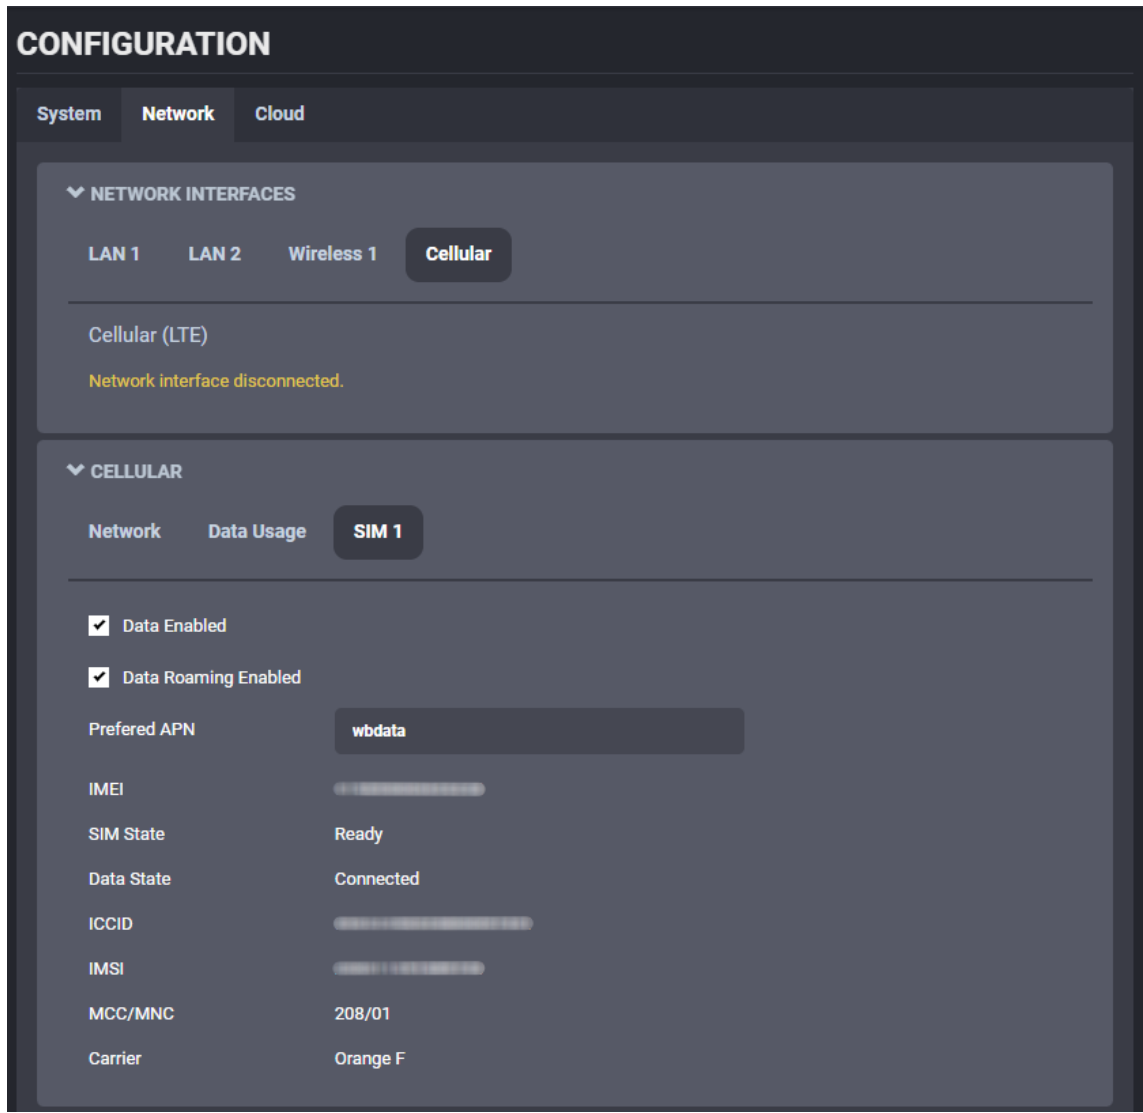 CONFIGURATION
System Network Cloud
NETWORK INTERFACES
LAN 1 LAN 2 Wireless 1 Cellular
Cellular (LTE)
Network interface disconnected.
CELLULAR
Network Data Usage SIM 1
Data Enabled
Data Roaming Enabled
Prefered APN wbdata
IMEI
SIM State Ready
Data State Connected
ICCID
IMSI
MCC/MNC 208/01
Carrier Orange F